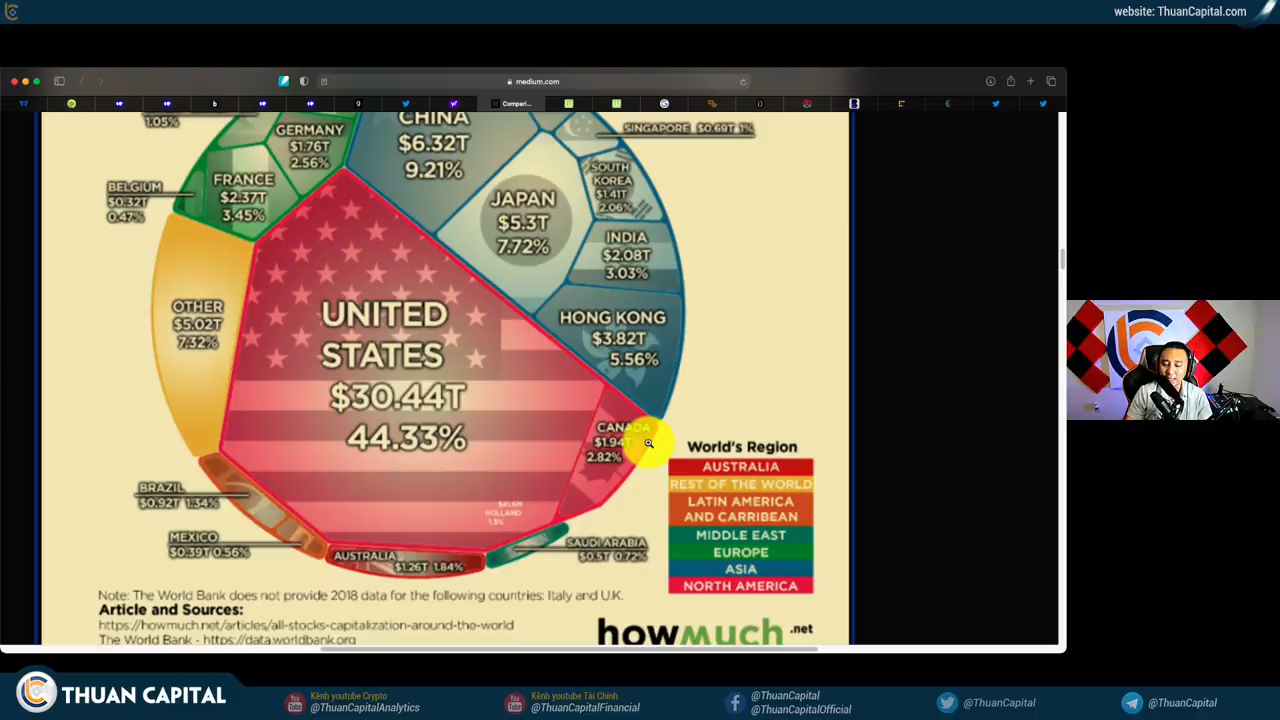 website: ThuanCapital.com
medium.com
Compari...
1.05%
GERMANY
$1.76T
2.56%
CHINA
$6.32T
9.21%
SINGAPORE $0.69T 1%
BELGIUM
$0.32T
0.47%
FRANCE
$2.37T
3.45%
JAPAN
$5.3T
7.72%
SOUTH
KOREA
$1.41T
2.06%
INDIA
$2.08T
3.03%
OTHER
$5.02T
7.32%
UNITED
STATES
$30.44T
44.33%
HONG KONG
$3.82T
5.56%
CANADA
$1.94T
2.82%
BRAZIL
$0.92T 1.34%
MEXICO
$0.39T 0.56%
AUSTRALIA
$1.26T 1.84%
HOLLAND
1.3%
SAUDI ARABIA
$0.5T 0.72%
World's Region
AUSTRALIA
REST OF THE WORLD
LATIN AMERICA
AND CARRIBEAN
MIDDLE EAST
EUROPE
ASIA
NORTH AMERICA
Note: The World Bank does not provide 2018 data for the following countries: Italy and U.K.
Article and Sources:
https://howmuch.net/articles/all-stocks-capitalization-around-the-world
The World Bank - https://data.worldbank.org
howmuch.net
THUAN CAPITAL
Kênh youtube Crypto
@ThuanCapitalAnalytics
Kênh youtube Tài Chính
@ThuanCapitalFinancial
@ThuanCapital
@ThuanCapitalOfficial
@ThuanCapital
@ThuanCapital